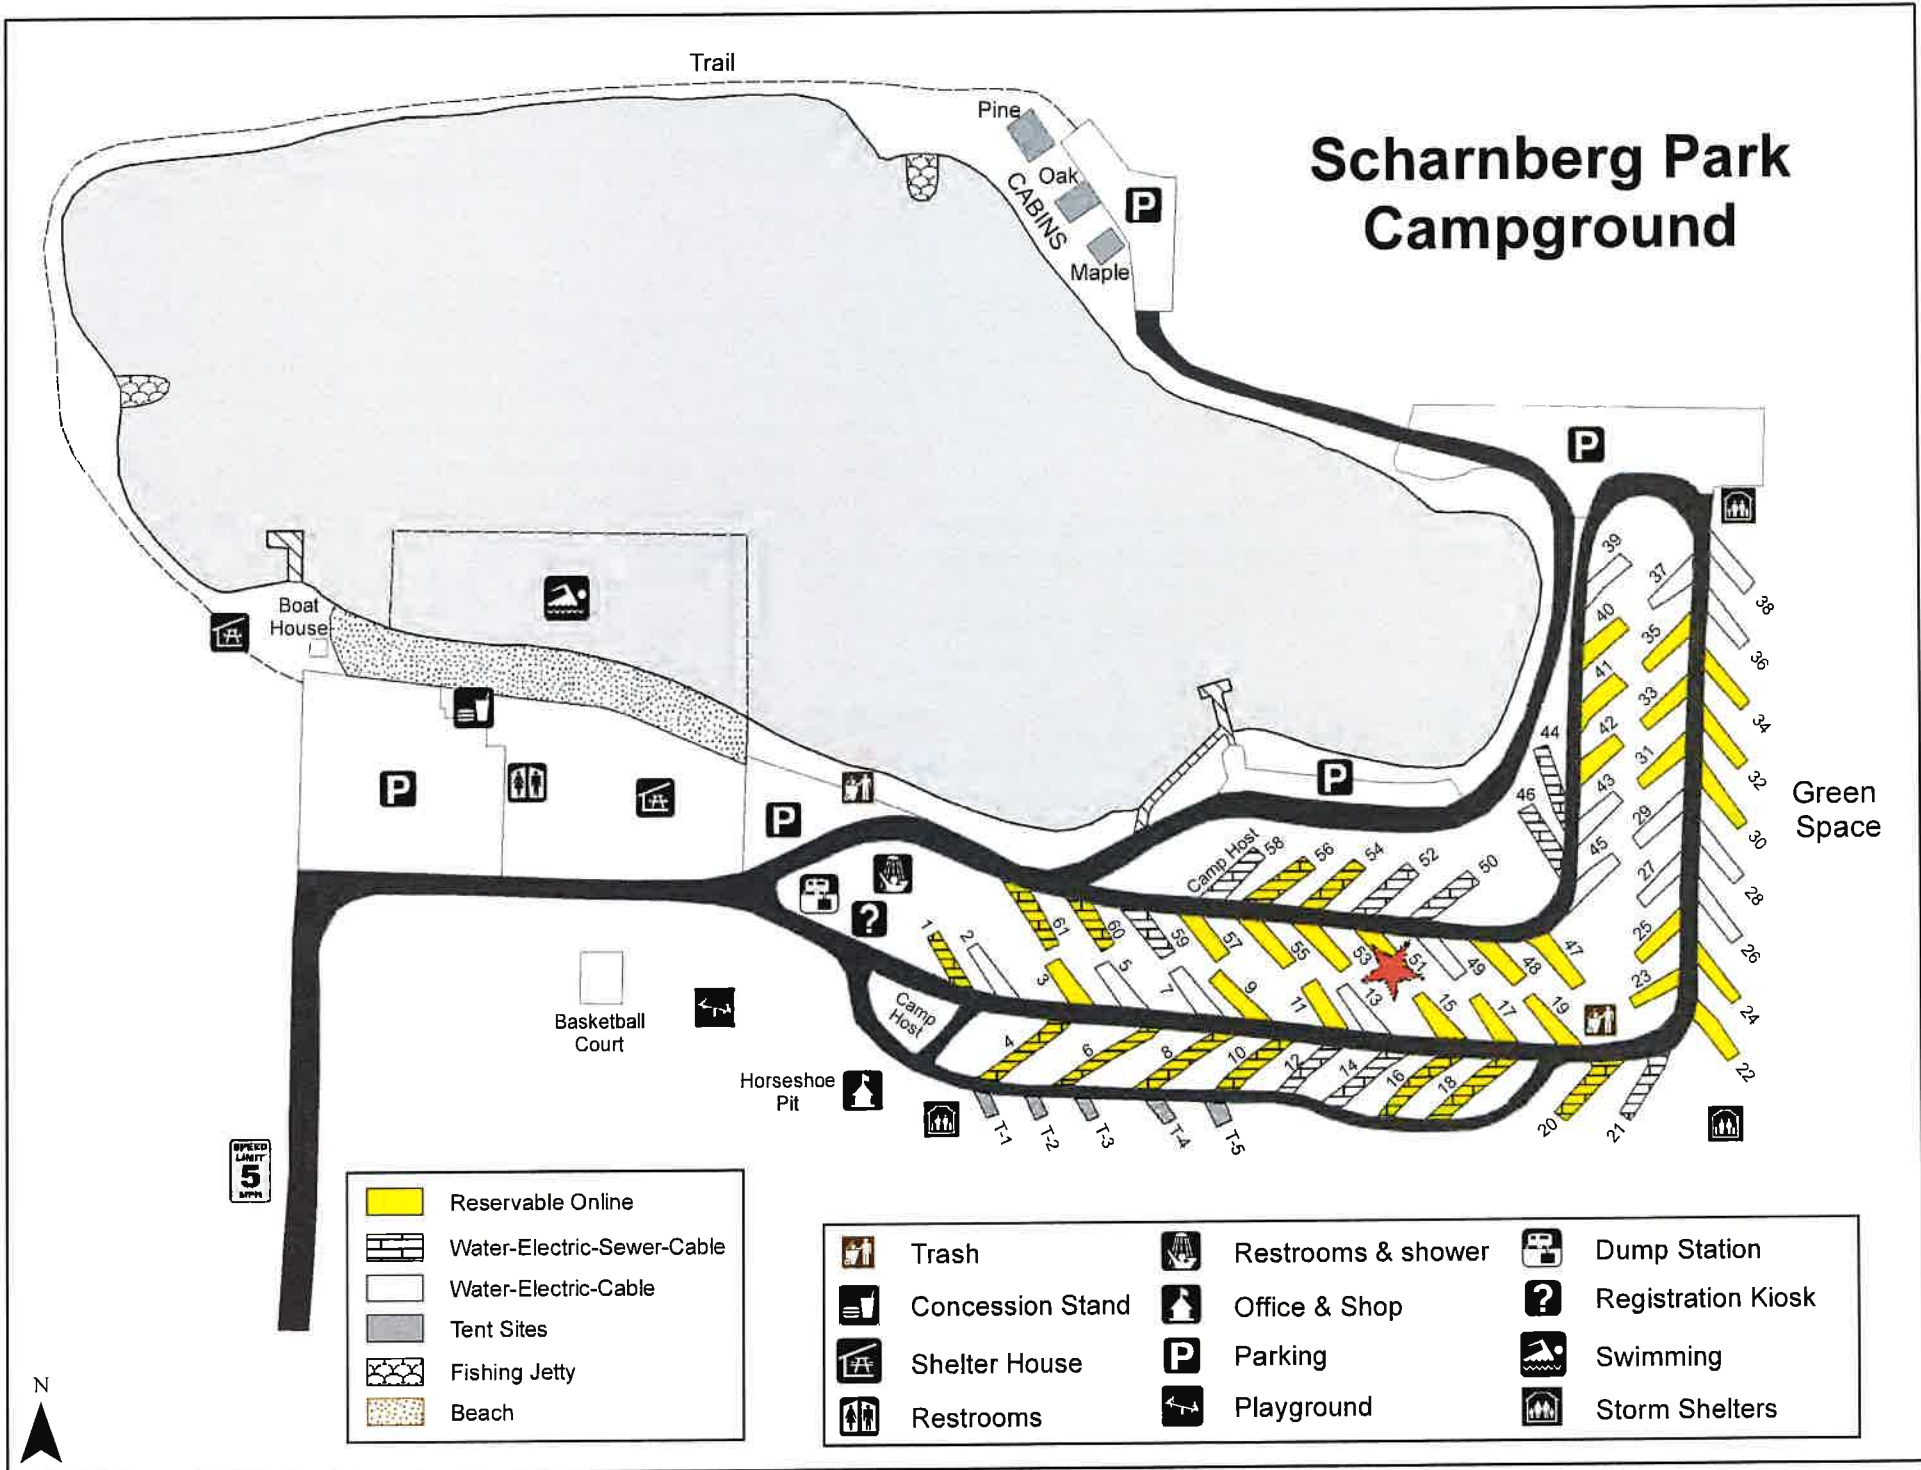 Trail
Scharnberg Park
Campground
Pine
Oak
CABINS
Maple
P
P
Boat
House
P
P
P
?
Green
Space
39
37
38
40
35
36
41
33
34
42
31
32
44
43
29
30
46
45
27
28
25
26
23
24
22
Camp Host
58
56
54
52
50
1
2
61
60
59
57
55
53
51
49
48
47
3
5
7
9
11
13
15
17
19
Camp
Host
4
6
8
10
12
14
16
18
20
21
T-1
T-2
T-3
T-4
T-5
Basketball
Court
Horseshoe
Pit
SPEED
LIMIT
5
MPH
Reservable Online
Water-Electric-Sewer-Cable
Water-Electric-Cable
Tent Sites
Fishing Jetty
Beach
Trash
Concession Stand
Shelter House
Restrooms
Restrooms & shower
Office & Shop
P Parking
Playground
Dump Station
? Registration Kiosk
Swimming
Storm Shelters
N